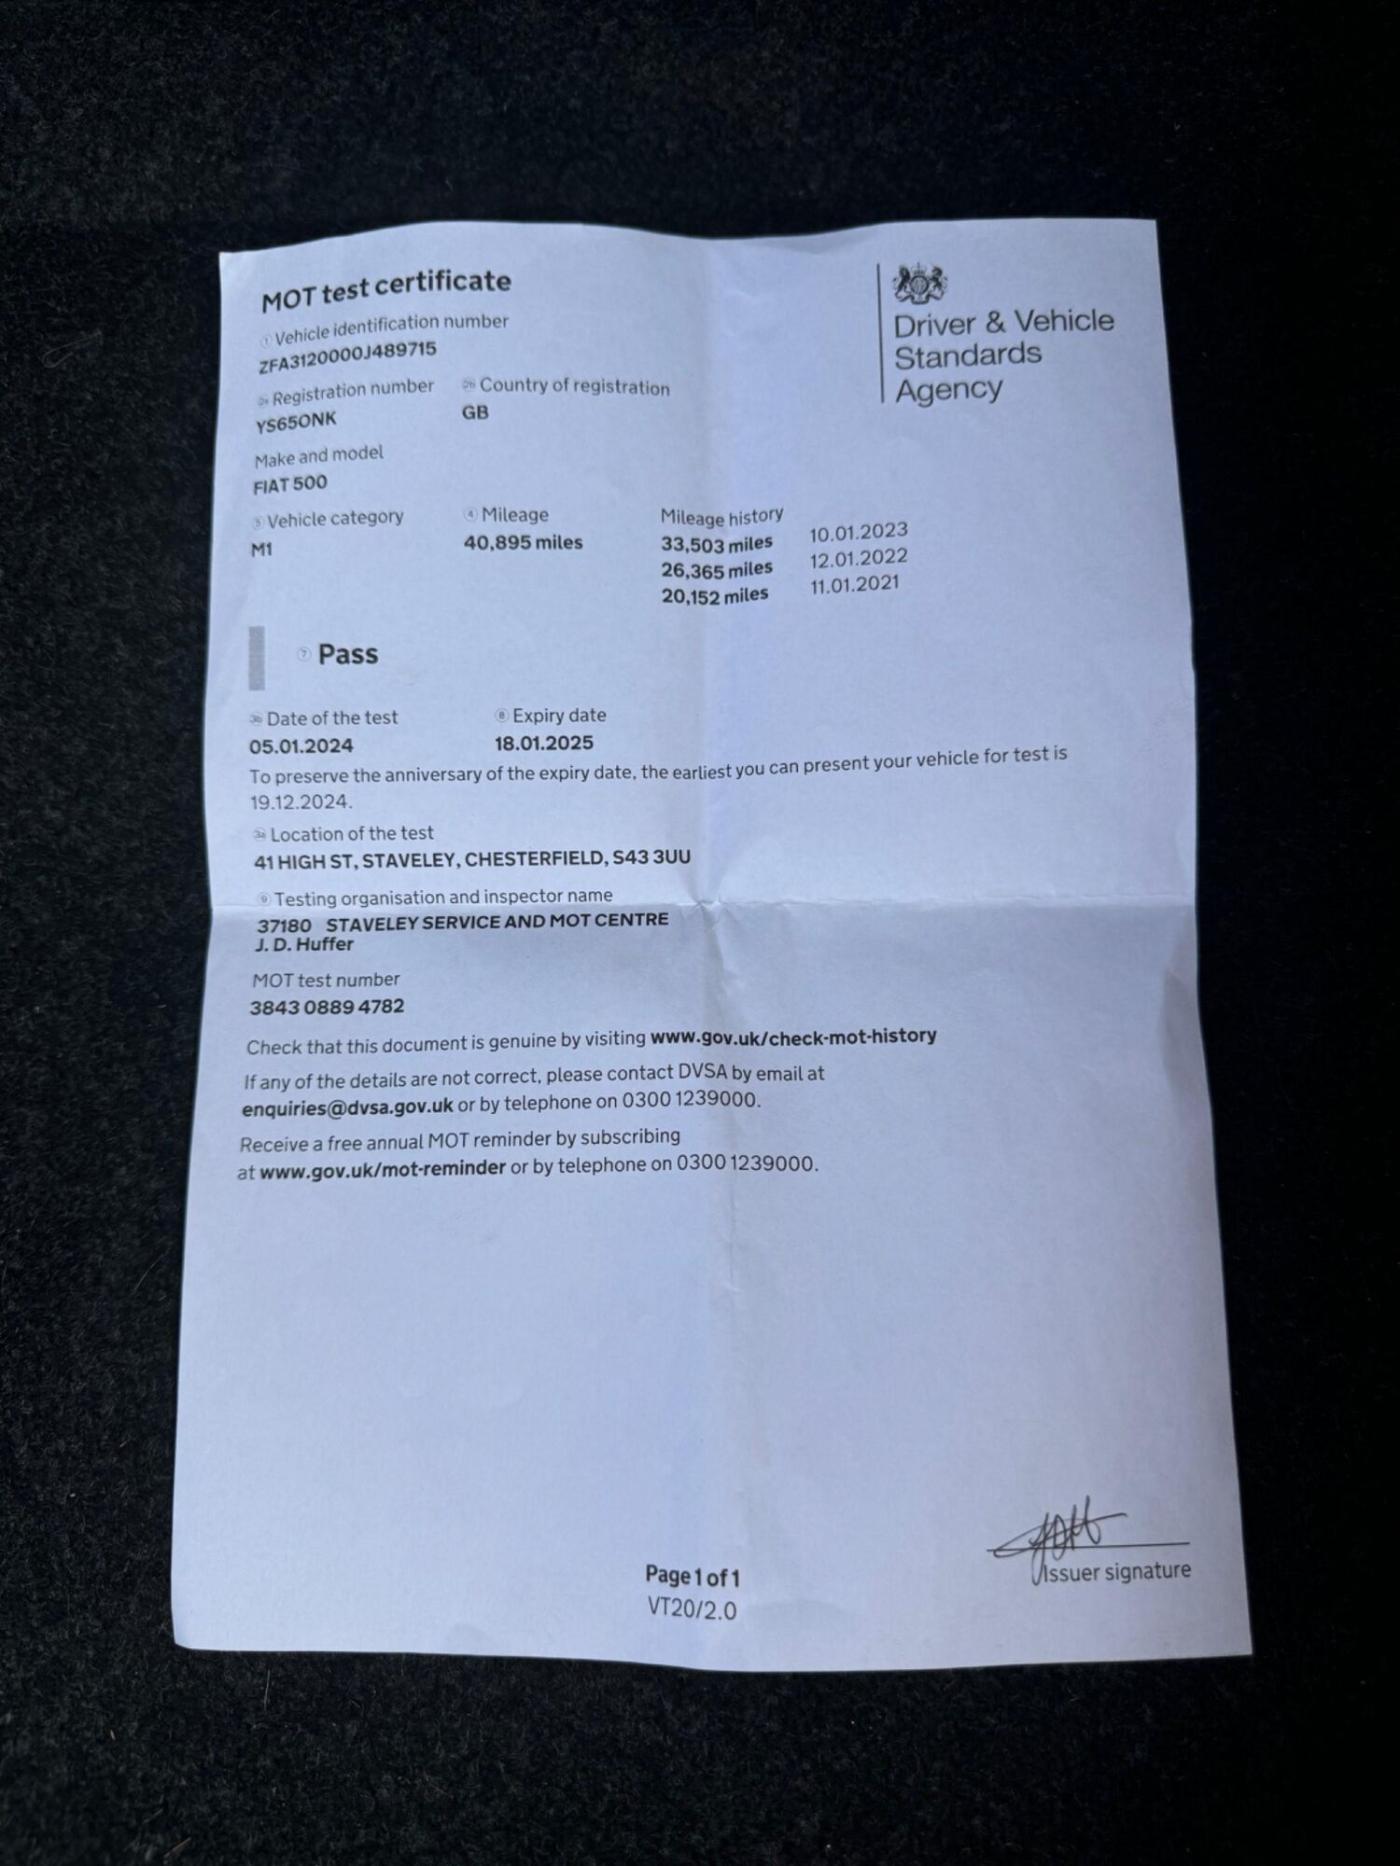 MOT test certificate
Driver & Vehicle
Standards
Agency
1 Vehicle identification number
ZFA3120000J489715
Registration number
Country of registration
YS65ONK
GB
Make and model
FIAT 500
5 Vehicle category
4 Mileage
Mileage history
M1
40,895 miles
33,503 miles 10.01.2023
26,365 miles 12.01.2022
20,152 miles 11.01.2021
7 Pass
Date of the test
8 Expiry date
05.01.2024
18.01.2025
To preserve the anniversary of the expiry date, the earliest you can present your vehicle for test is
19.12.2024.
Location of the test
41 HIGH ST, STAVELEY, CHESTERFIELD, S43 3UU
9 Testing organisation and inspector name
37180 STAVELEY SERVICE AND MOT CENTRE
J. D. Huffer
MOT test number
3843 0889 4782
Check that this document is genuine by visiting www.gov.uk/check-mot-history
If any of the details are not correct, please contact DVSA by email at
enquiries@dvsa.gov.uk or by telephone on 0300 1239000.
Receive a free annual MOT reminder by subscribing
at www.gov.uk/mot-reminder or by telephone on 0300 1239000.
Issuer signature
Page 1 of 1
VT20/2.0